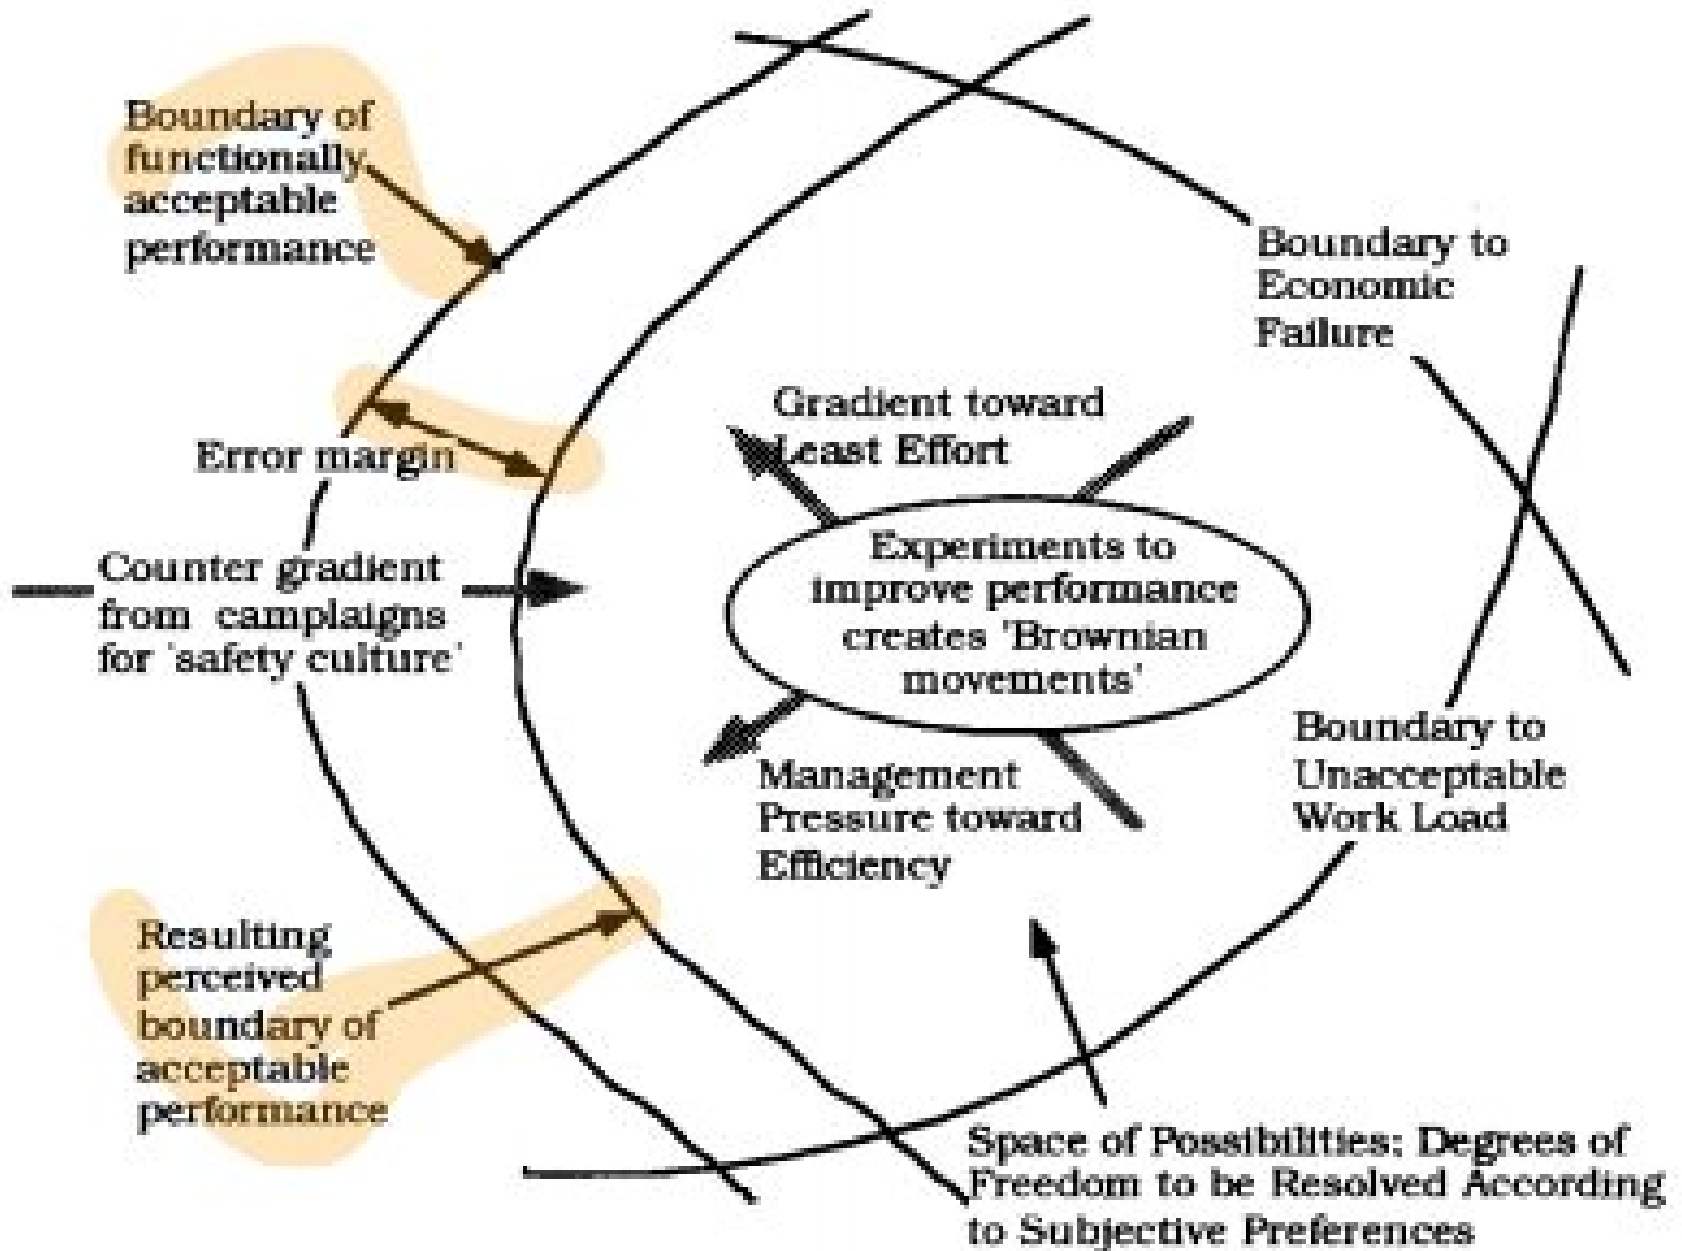 Boundary of
functionally
acceptable
performance
Boundary to
Economic
Failure
Gradient toward
Least Effort
Error margin
Experiments to
improve performance
creates 'Brownian
movements'
Counter gradient
from camplaigns
for 'safety culture'
Management
Pressure toward
Efficiency
Boundary to
Unacceptable
Work Load
Resulting
perceived
boundary of
acceptable
performance
Space of Possibilities; Degrees of
Freedom to be Resolved According
to Subjective Preferences